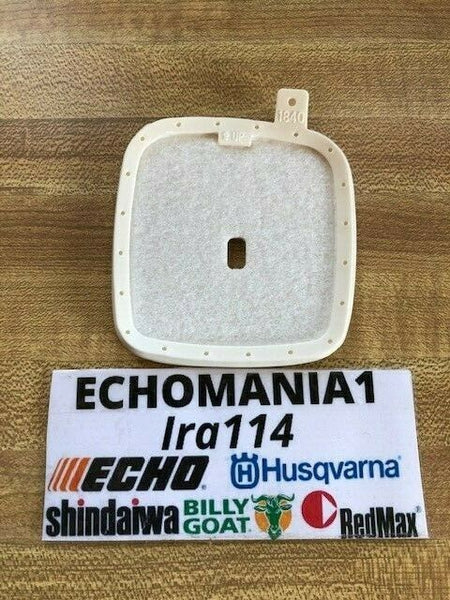 1840
UP
ECHOMANIA1
Ira114
ECHO Husqvarna
shindaiwa BILLY GOAT RedMax